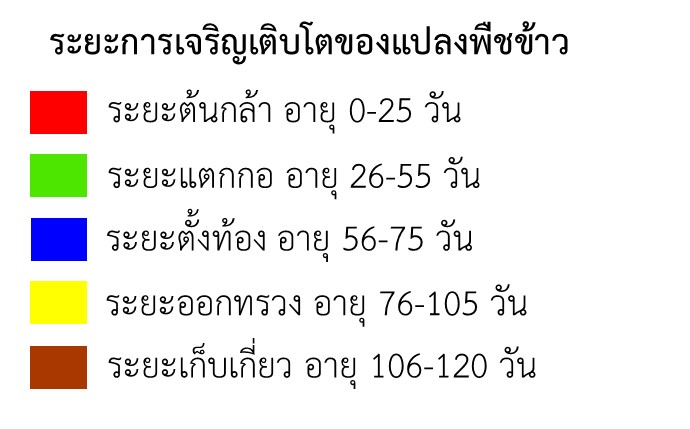 ระยะการเจริญเติบโตของแปลงพืชข้าว
ระยะต้นกล้า อายุ 0-25 วัน
ระยะแตกกอ อายุ 26-55 วัน
ระยะตั้งท้อง อายุ 56-75 วัน
ระยะออกทรวง อายุ 76-105 วัน
ระยะเก็บเกี่ยว อายุ 106-120 วัน